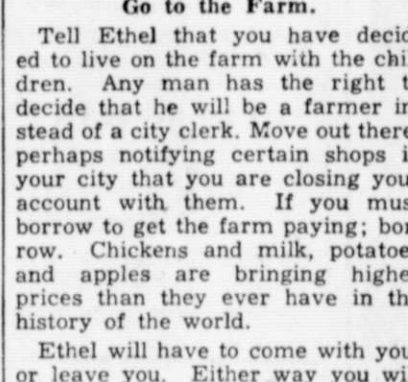 Go to the Farm.
Tell Ethel that you have decid
ed to live on the farm with the chi
dren. Any man has the right t
decide that he will be a farmer in
stead of a city clerk. Move out there
perhaps notifying certain shops i
your city that you are closing you
account with them. If you mus
borrow to get the farm paying; bor
row. Chickens and milk, potatoe
and apples are bringing highe
prices than they ever have in th
history of the world.
Ethel will have to come with you
or leave you. Either way you wi